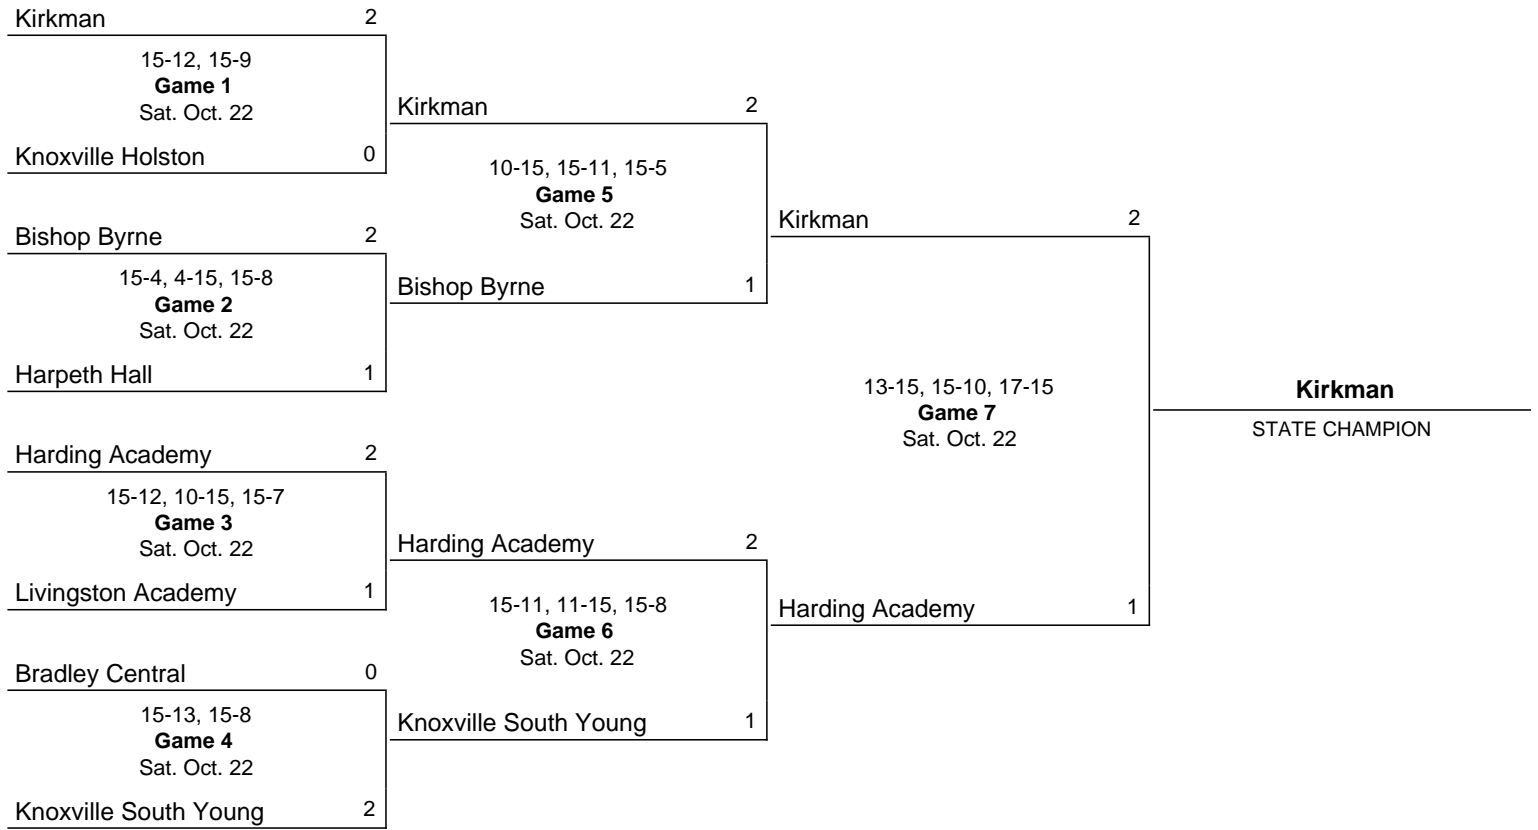 Kirkman 2
15-12, 15-9
Game 1
Sat. Oct. 22
Knoxville Holston 0
Bishop Byrne 2
15-4, 4-15, 15-8
Game 2
Sat. Oct. 22
Harpeth Hall 1
Harding Academy 2
15-12, 10-15, 15-7
Game 3
Sat. Oct. 22
Livingston Academy 1
Bradley Central 0
15-13, 15-8
Game 4
Sat. Oct. 22
Knoxville South Young 2
Kirkman 2
10-15, 15-11, 15-5
Game 5
Sat. Oct. 22
Bishop Byrne 1
Harding Academy 2
15-11, 11-15, 15-8
Game 6
Sat. Oct. 22
Knoxville South Young 1
Kirkman 2
13-15, 15-10, 17-15
Game 7
Sat. Oct. 22
Harding Academy 1
Kirkman
STATE CHAMPION